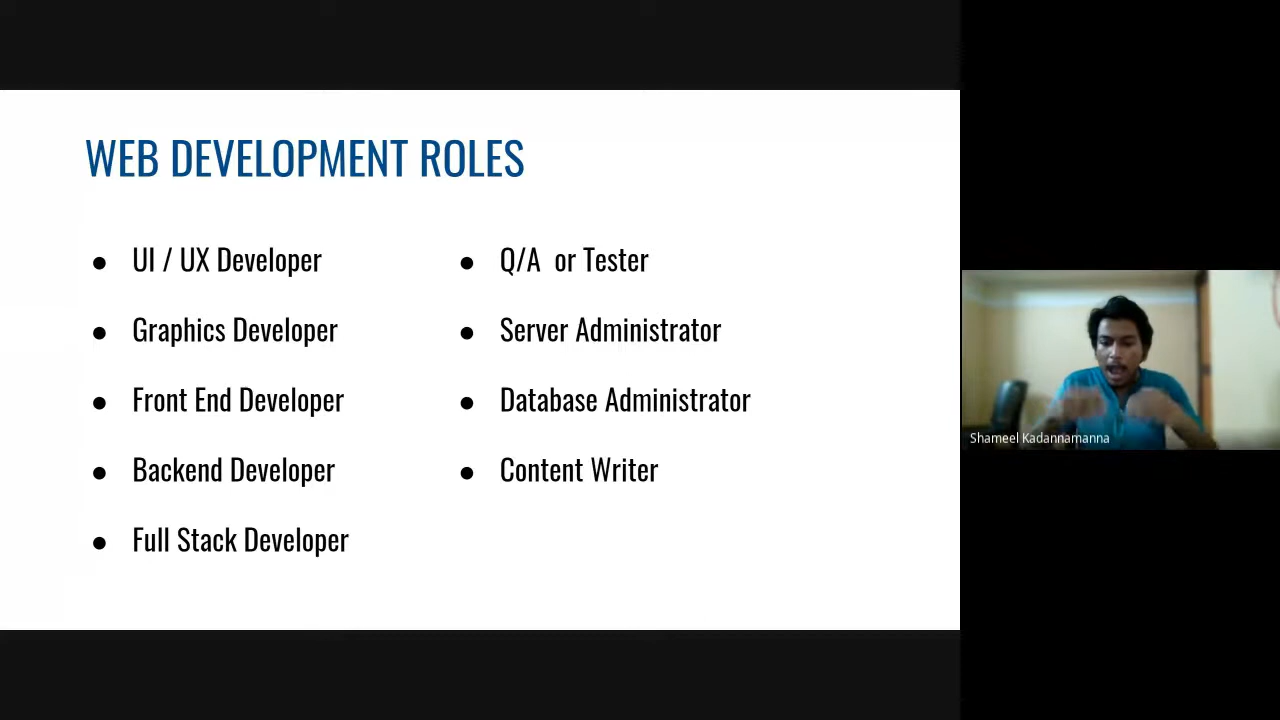 WEB DEVELOPMENT ROLES
● UI / UX Developer
● Graphics Developer
● Front End Developer
● Backend Developer
● Full Stack Developer
● Q/A or Tester
● Server Administrator
● Database Administrator
● Content Writer
Shameel Kadannamanna